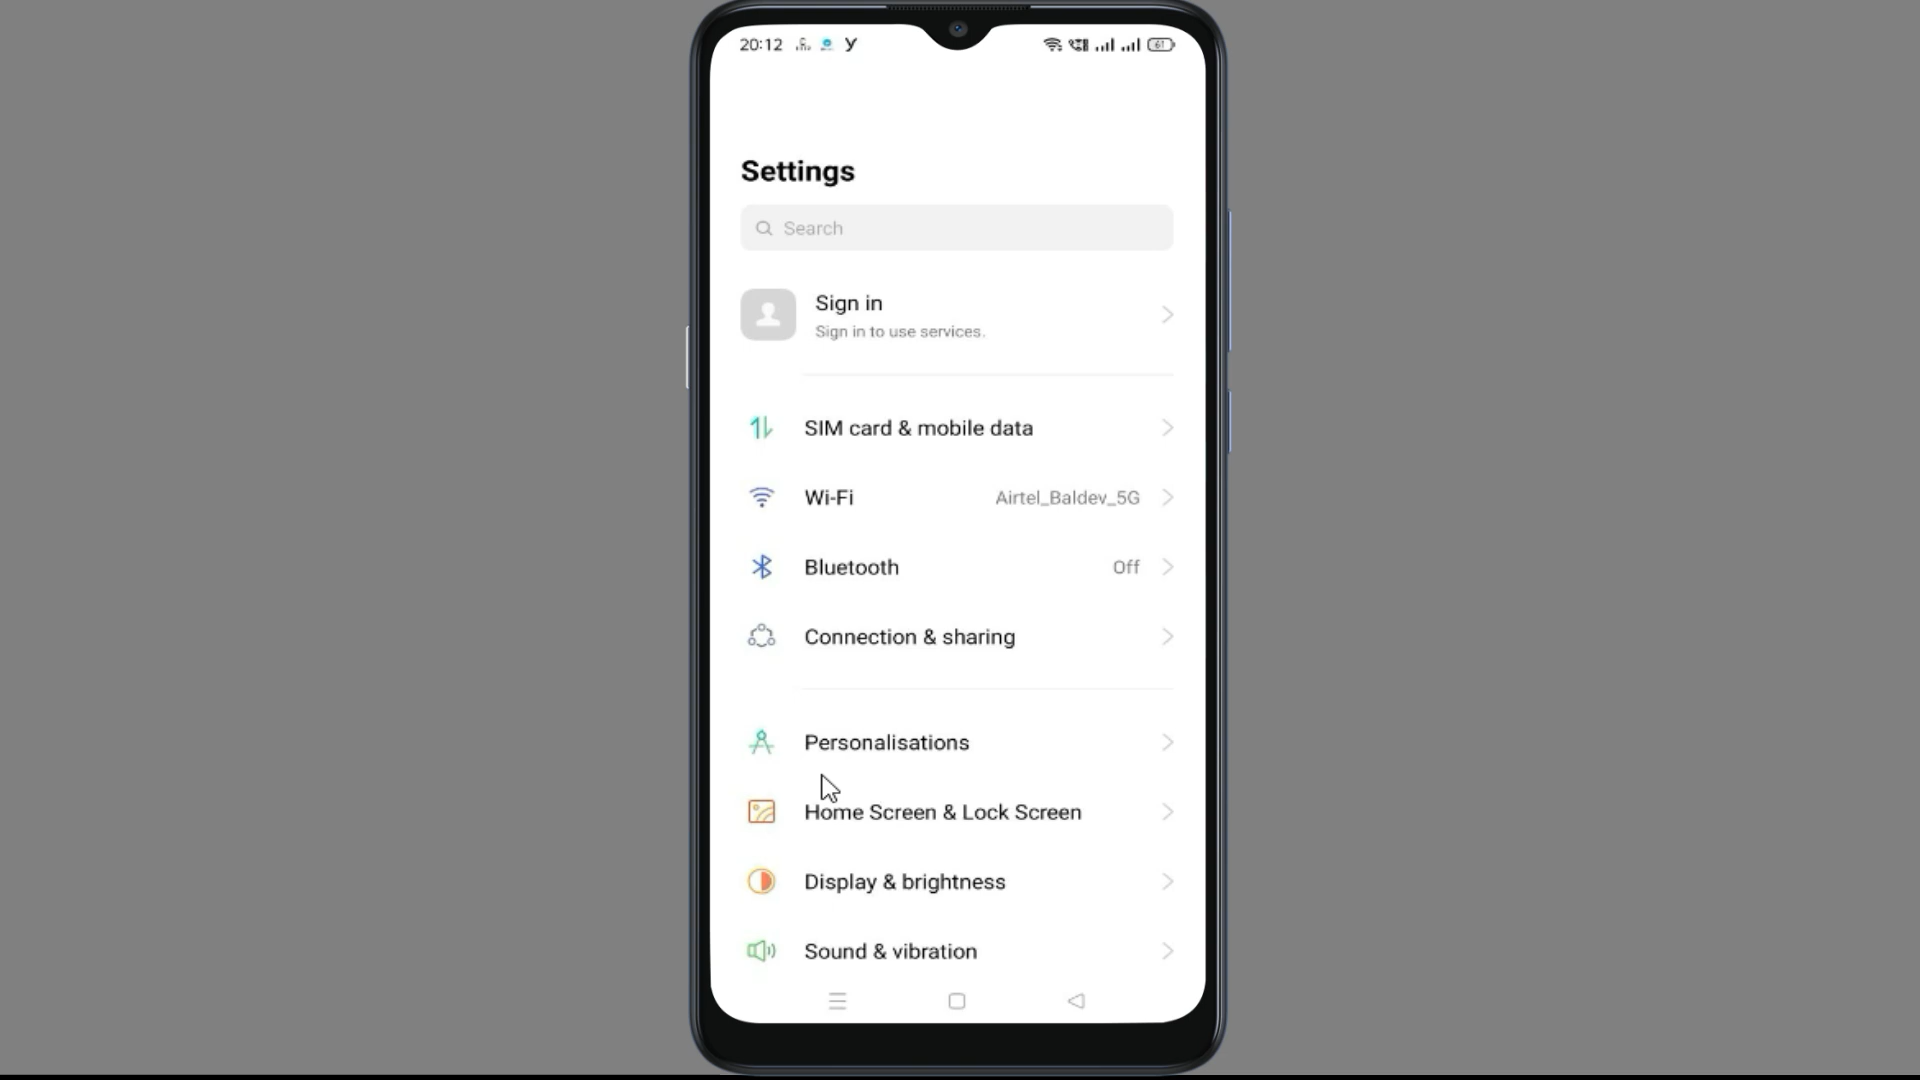 20:12 y 61
Settings
Search
Sign in
Sign in to use services.
SIM card & mobile data
Wi-Fi Airtel_Baldev_5G
Bluetooth Off
Connection & sharing
Personalisations
Home Screen & Lock Screen
Display & brightness
Sound & vibration